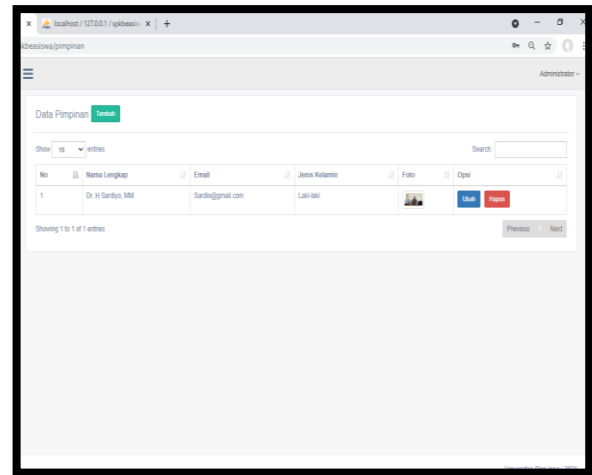 x localhost / 127.0.0.1 / spkbeasisw x +
kbeasiswa/pimpinan
Administrator
Data Pimpinan Tambah
Show 10 entries Search:
No Nama Lengkap Email Jenis Kelamin Foto Opsi
1 Dr. H Sardiyo, MM Sardio@gmail.com Laki-laki Ubah Hapus
Showing 1 to 1 of 1 entries Previous 1 Next